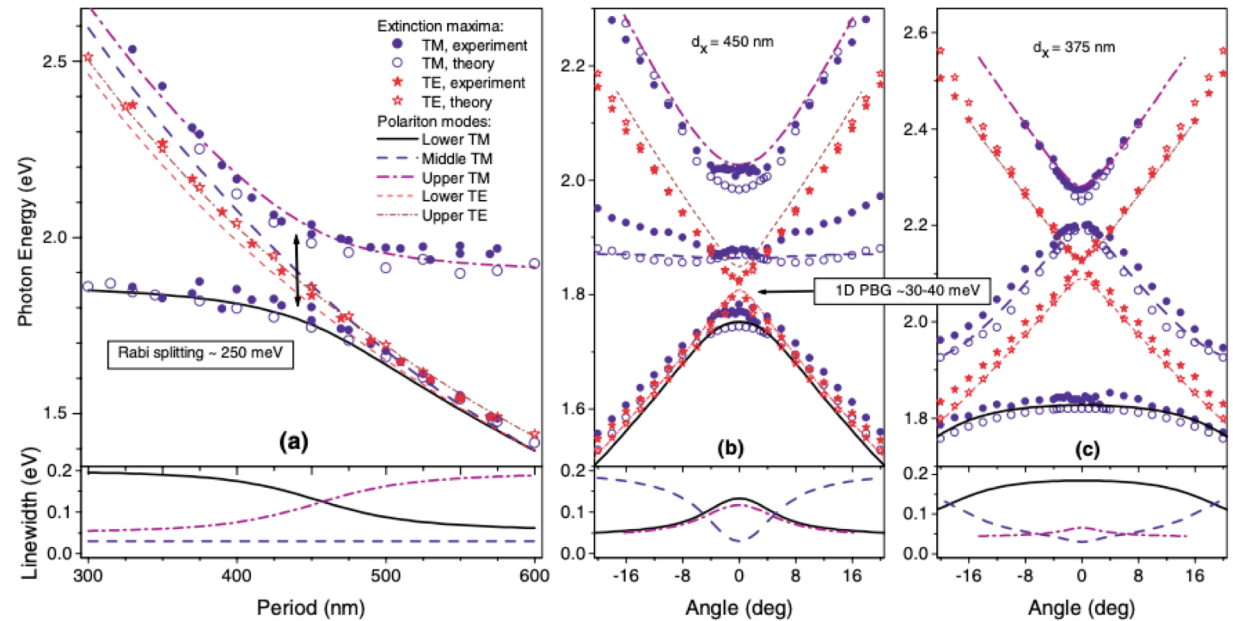 Extinction maxima:
TM, experiment
TM, theory
TE, experiment
TE, theory
Polariton modes:
Lower TM
Middle TM
Upper TM
Lower TE
Upper TE
Photon Energy (eV)
2.5
2.0
1.5
Rabi splitting ~ 250 meV
(a)
Linewidth (eV)
0.2
0.1
0.0
300
400
500
600
Period (nm)
d x = 450 nm
2.2
2.0
1.8
1.6
1D PBG ~30-40 meV
(b)
0.2
0.1
0.0
-16
-8
0
8
16
Angle (deg)
d x = 375 nm
2.6
2.4
2.2
2.0
1.8
(c)
0.2
0.1
0.0
-16
-8
0
8
16
Angle (deg)